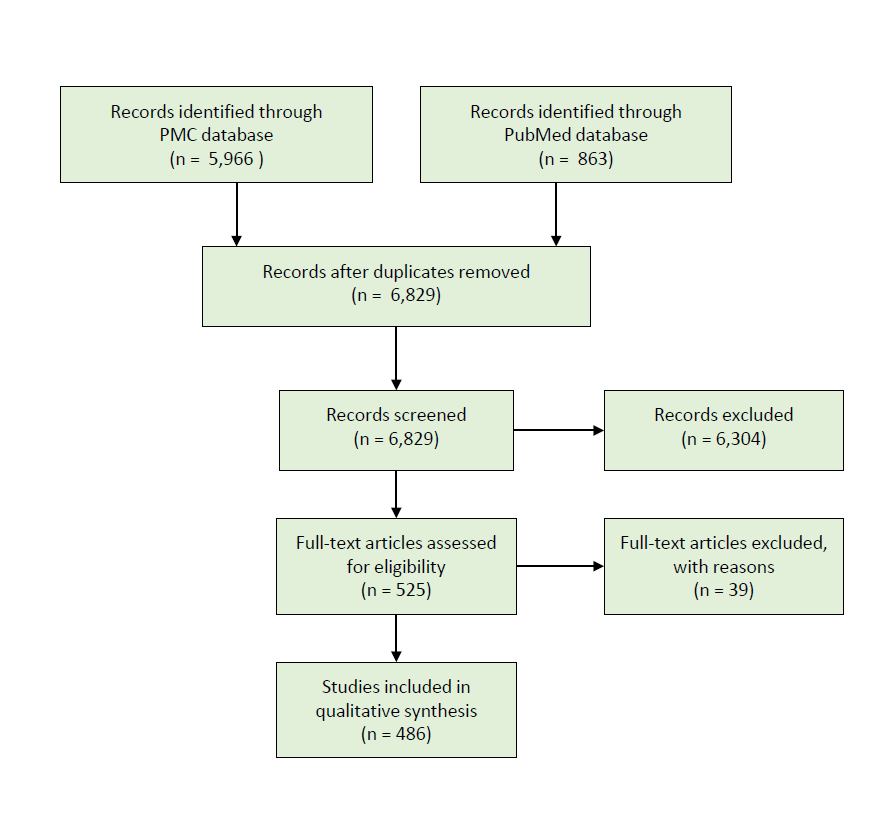 Records identified through
PMC database
(n =  5,966 )
Records identified through
PubMed database
(n =  863)
Records after duplicates removed
(n =  6,829)
Records screened
(n = 6,829)
Records excluded
(n = 6,304)
Full-text articles assessed
for eligibility
(n = 525)
Full-text articles excluded,
with reasons
(n = 39)
Studies included in
qualitative synthesis
(n = 486)